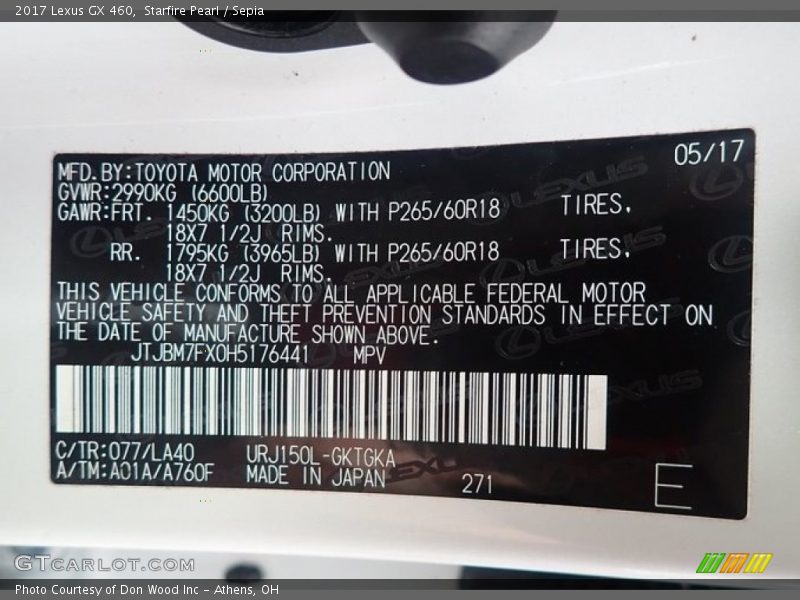 2017 Lexus GX 460, Starfire Pearl / Sepia
05/17
MFD.BY:TOYOTA MOTOR CORPORATION
GVWR:2990KG (6600LB)
GAWR:FRT. 1450KG (3200LB) WITH P265/60R18 TIRES.
18X7 1/2J RIMS.
RR. 1795KG (3965LB) WITH P265/60R18 TIRES.
18X7 1/2J RIMS.
THIS VEHICLE CONFORMS TO ALL APPLICABLE FEDERAL MOTOR
VEHICLE SAFETY AND THEFT PREVENTION STANDARDS IN EFFECT ON
THE DATE OF MANUFACTURE SHOWN ABOVE.
JTJBM7FX0H5176441 MPV
C/TR:077/LA40 URJ150L-GKTGKA
A/TM:A01A/A760F MADE IN JAPAN 271 E
GTCARLOT.COM
Photo Courtesy of Don Wood Inc - Athens, OH